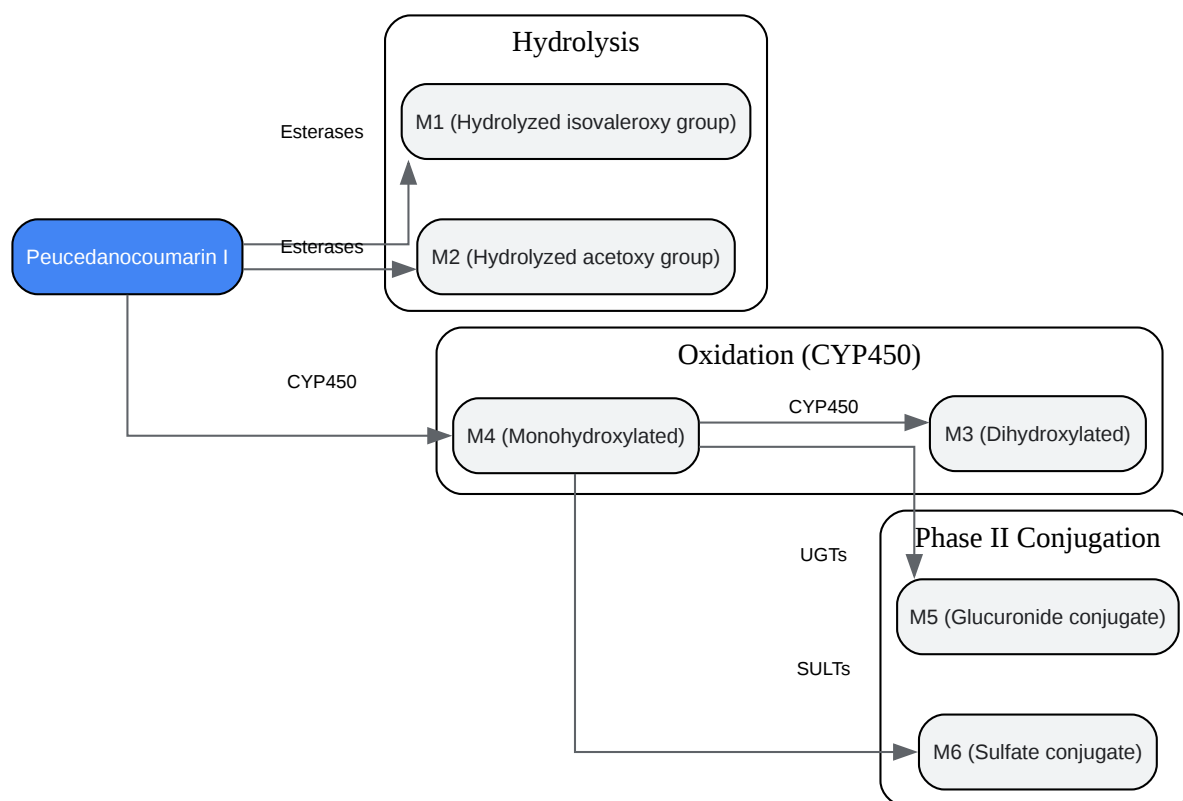 Hydrolysis
M1 (Hydrolyzed isovaleroxy group)
Esterases
Peucedanocoumarin I
Esterases
M2 (Hydrolyzed acetoxy group)
Oxidation (CYP450)
CYP450
M4 (Monohydroxylated)
CYP450
M3 (Dihydroxylated)
Phase II Conjugation
UGTs
M5 (Glucuronide conjugate)
SULTs
M6 (Sulfate conjugate)